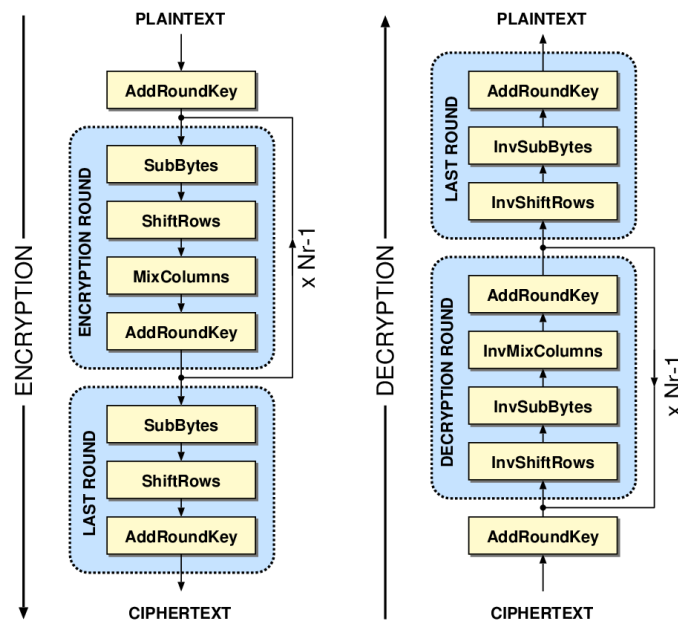 PLAINTEXT
AddRoundKey
SubBytes
ShiftRows
MixColumns
AddRoundKey
ENCRYPTION ROUND
x Nr-1
SubBytes
ShiftRows
AddRoundKey
LAST ROUND
CIPHERTEXT
ENCRYPTION
PLAINTEXT
AddRoundKey
InvSubBytes
InvShiftRows
LAST ROUND
AddRoundKey
InvMixColumns
InvSubBytes
InvShiftRows
DECRYPTION ROUND
x Nr-1
AddRoundKey
CIPHERTEXT
DECRYPTION